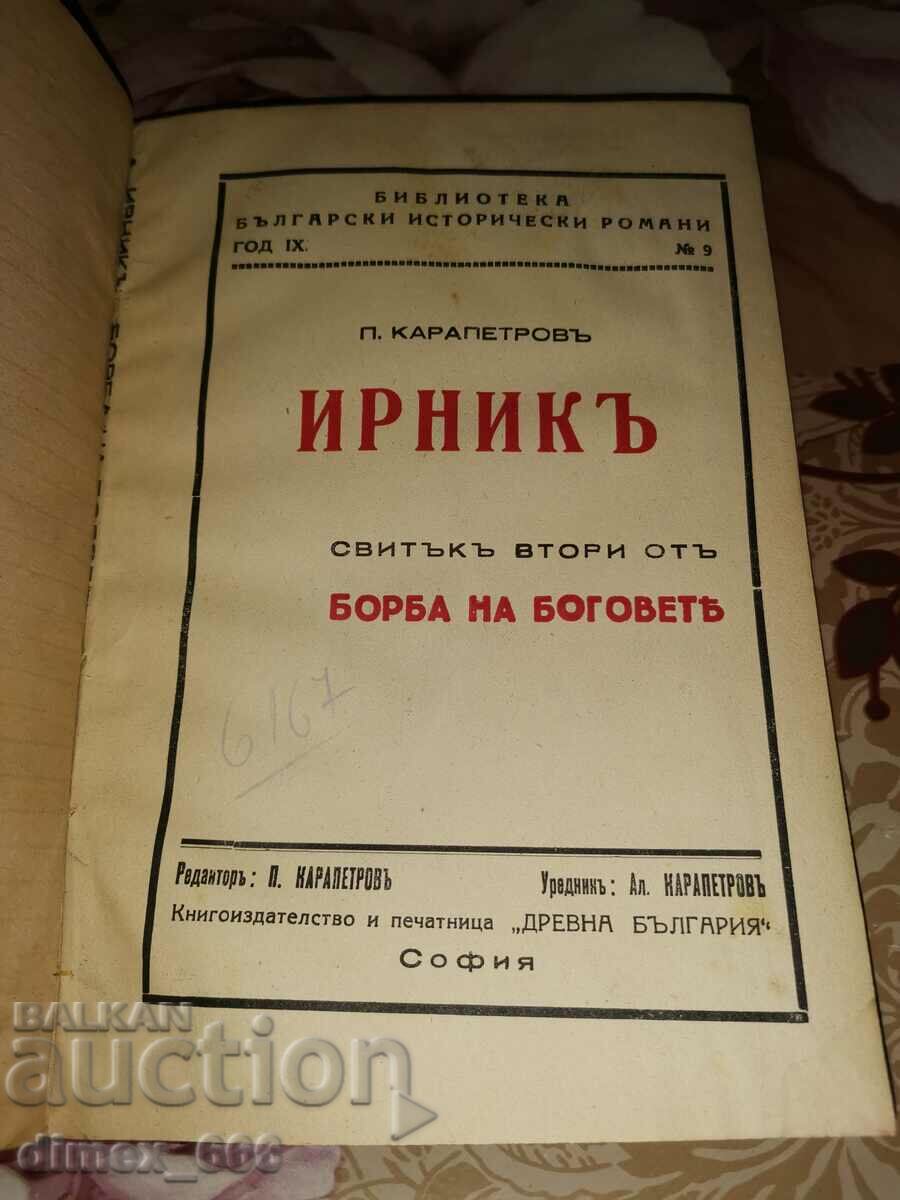 БИБЛИОТЕКА
БЪЛГАРСКИ ИСТОРИЧЕСКИ РОМАНИ
ГОД IX. № 9
П. КАРАПЕТРОВЪ
ИРНИКЪ
СВИТЪКЪ ВТОРИ ОТЪ
БОРБА НА БОГОВЕТѢ
6167
Редакторъ: П. КАРАПЕТРОВЪ Уредникъ: Ал. КАРАПЕТРОВЪ
Книгоиздателство и печатница „ДРЕВНА БЪЛГАРИЯ“
София
ИРНИКЪ
BALKAN
auction
dimex_666